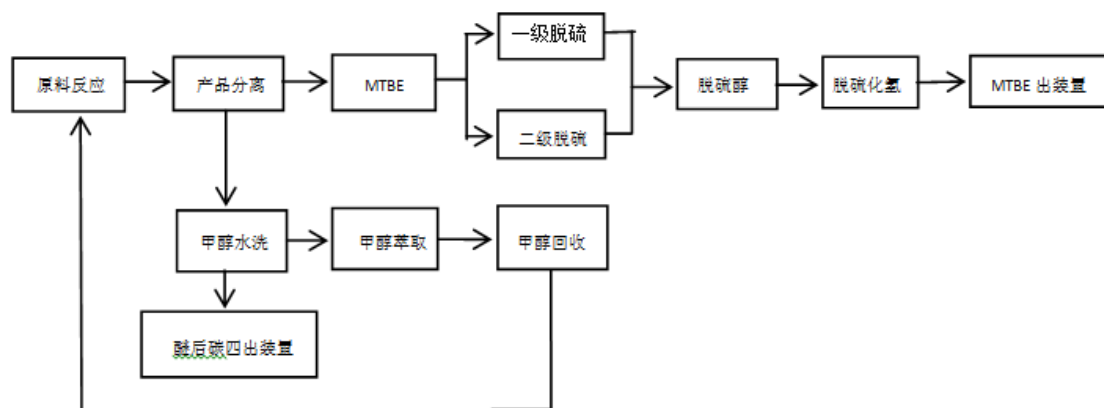 一级脱硫
原料反应
产品分离
MTBE
脱硫醇
脱硫化氢
MTBE 出装置
二级脱硫
甲醇水洗
甲醇萃取
甲醇回收
醚后碳四出装置